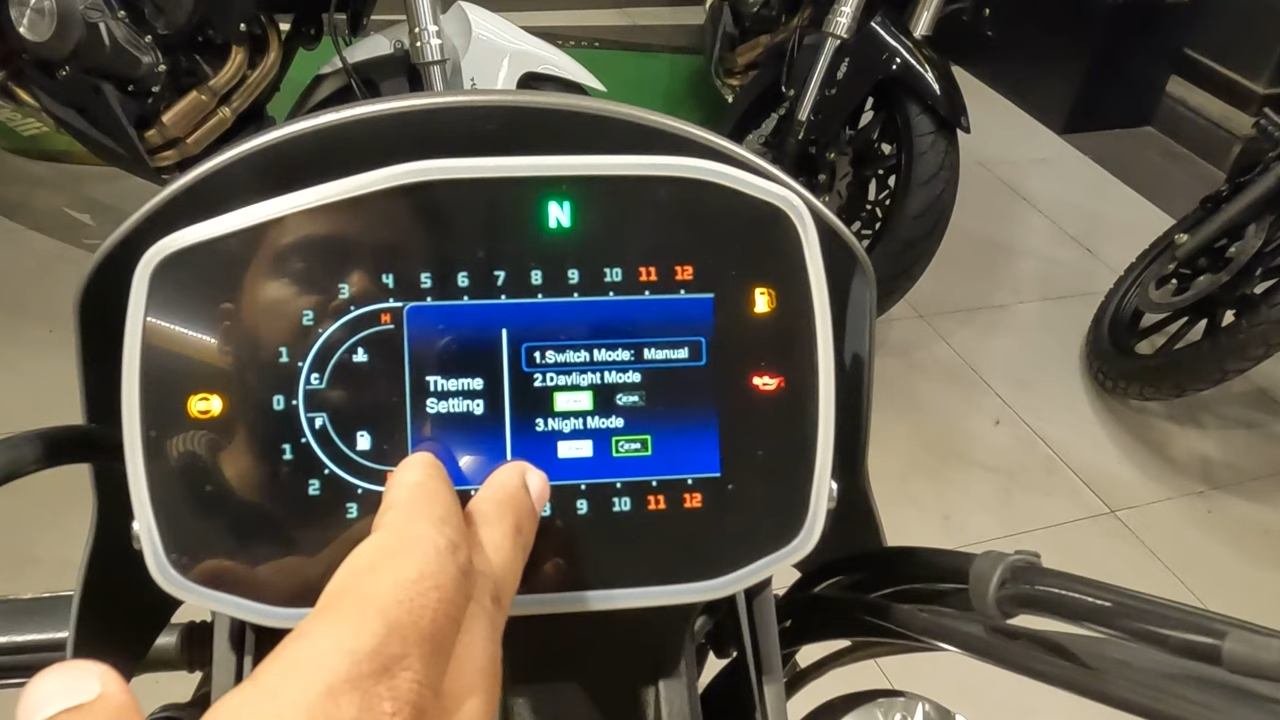 N
4 5 6 7 8 9 10 11 12
3
2
1
0
1
2
3
H
C
F
Theme
Setting
1.Switch Mode: Manual
2.Daylight Mode
3.Night Mode
8 9 10 11 12